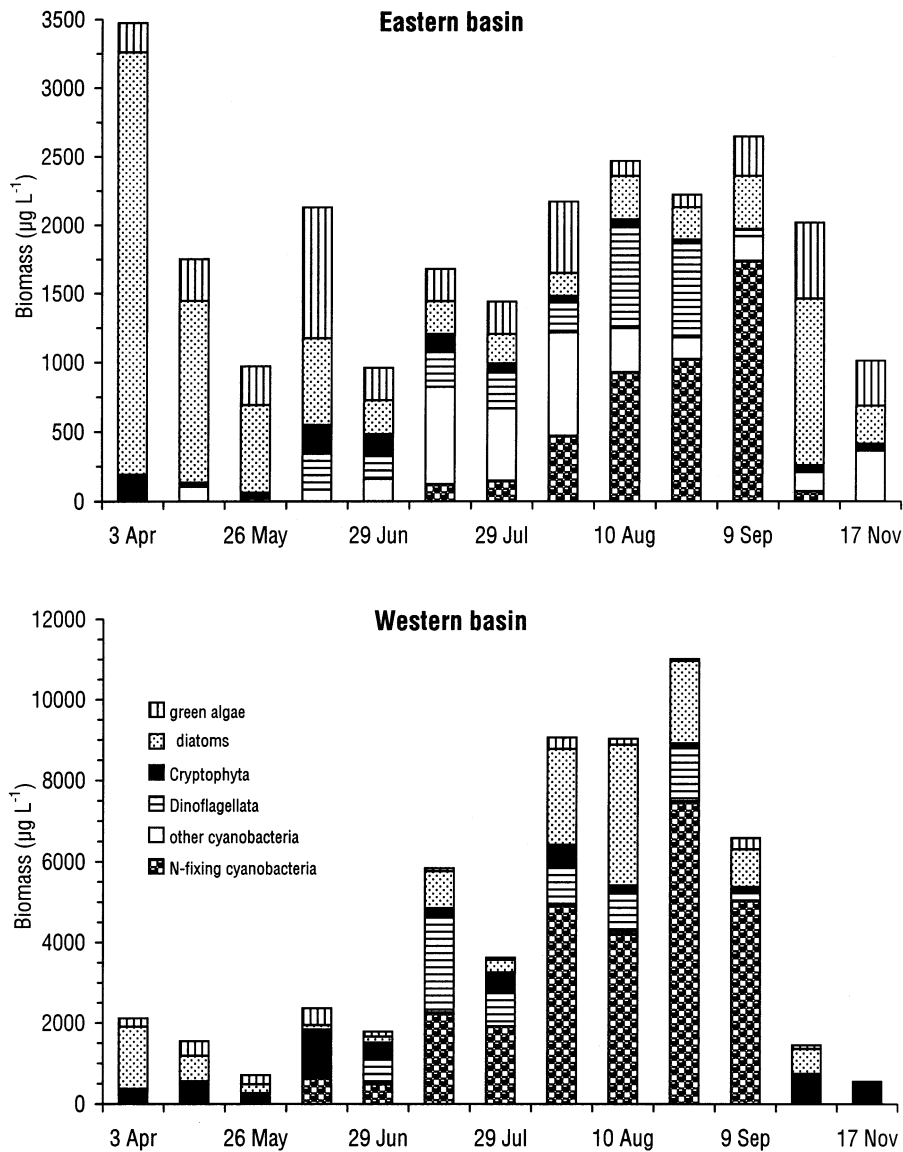 Eastern basin
Biomass (µg L⁻¹)
3500
3000
2500
2000
1500
1000
500
0
3 Apr 26 May 29 Jun 29 Jul 10 Aug 9 Sep 17 Nov
Western basin
Biomass (µg L⁻¹)
12000
10000
8000
6000
4000
2000
0
green algae
diatoms
Cryptophyta
Dinoflagellata
other cyanobacteria
N-fixing cyanobacteria
3 Apr 26 May 29 Jun 29 Jul 10 Aug 9 Sep 17 Nov